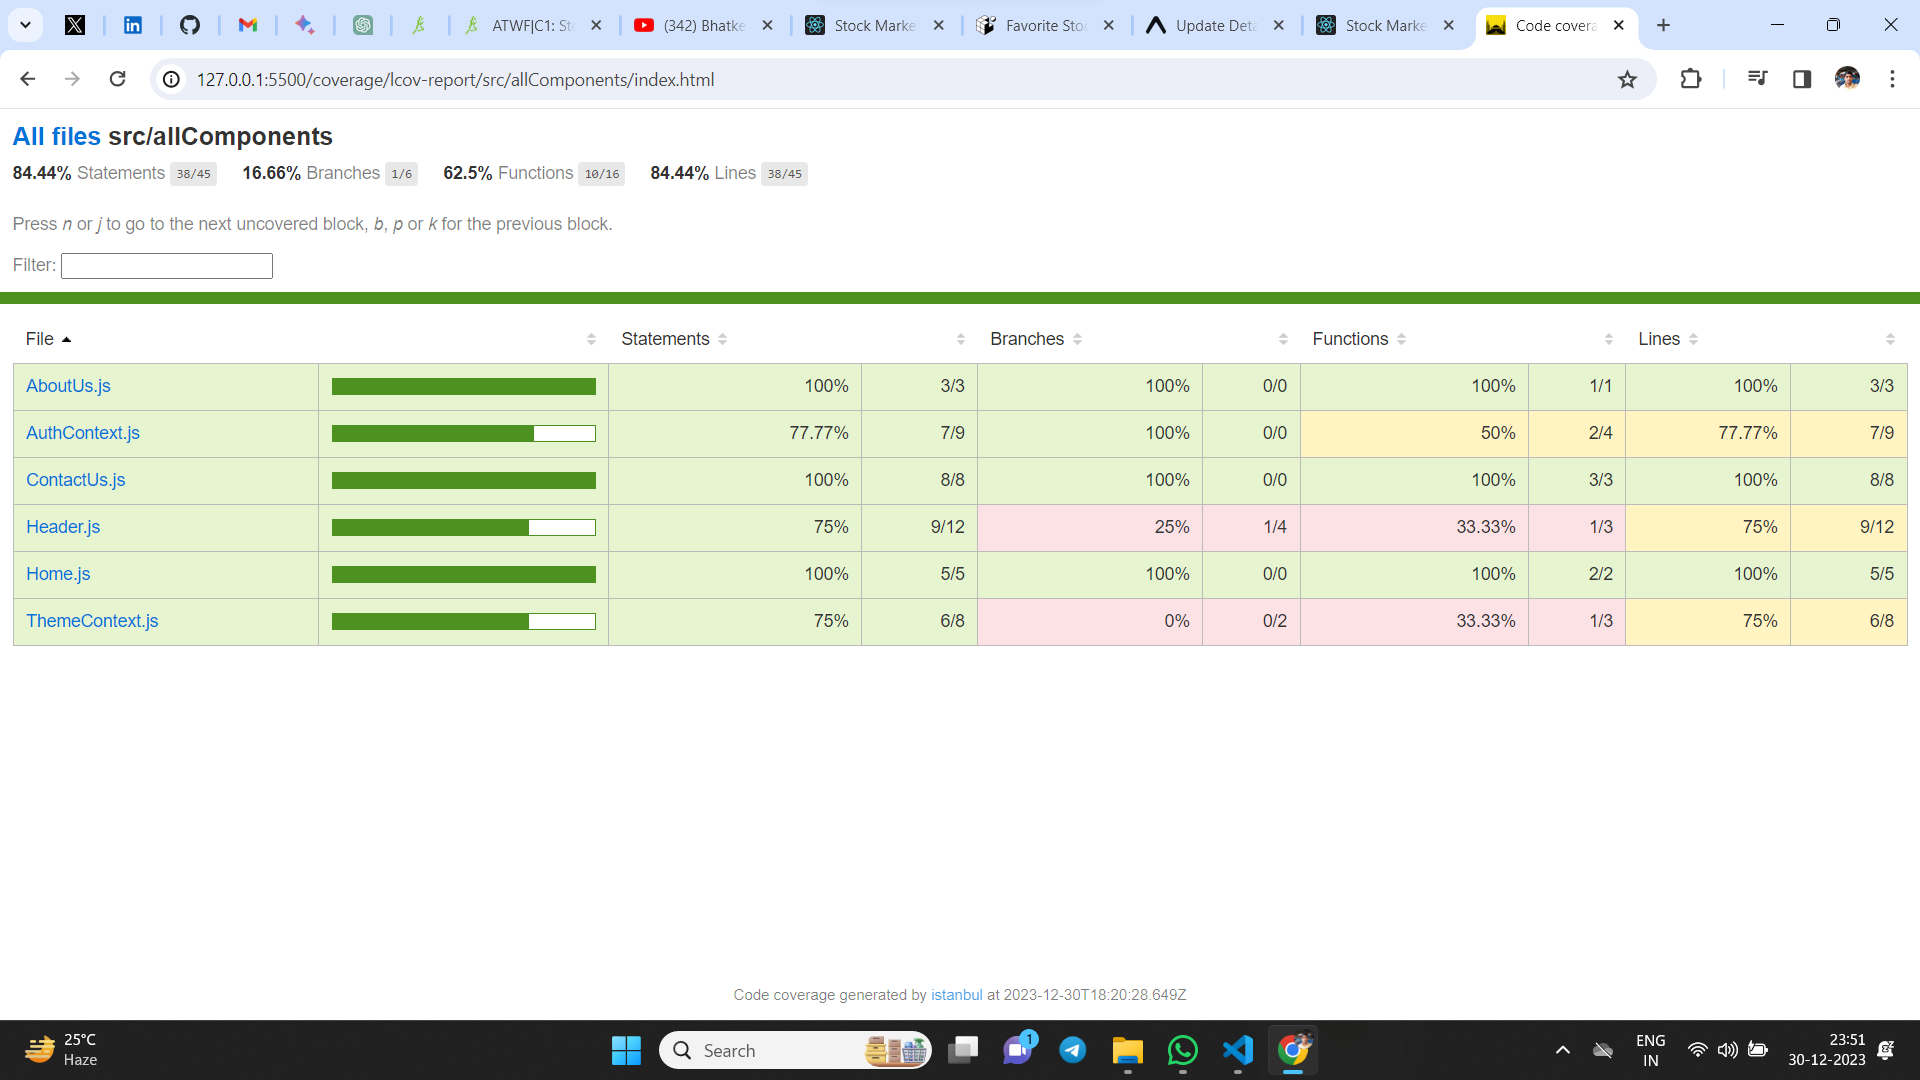 ATWF|C1: St
(342) Bhatke
Stock Marke
Favorite Sto
Update Deta
Stock Marke
Code covera
127.0.0.1:5500/coverage/lcov-report/src/allComponents/index.html
All files src/allComponents
84.44% Statements 38/45 16.66% Branches 1/6 62.5% Functions 10/16 84.44% Lines 38/45
Press n or j to go to the next uncovered block, b, p or k for the previous block.
Filter:
File Statements Branches Functions Lines
AboutUs.js 100% 3/3 100% 0/0 100% 1/1 100% 3/3
AuthContext.js 77.77% 7/9 100% 0/0 50% 2/4 77.77% 7/9
ContactUs.js 100% 8/8 100% 0/0 100% 3/3 100% 8/8
Header.js 75% 9/12 25% 1/4 33.33% 1/3 75% 9/12
Home.js 100% 5/5 100% 0/0 100% 2/2 100% 5/5
ThemeContext.js 75% 6/8 0% 0/2 33.33% 1/3 75% 6/8
Code coverage generated by istanbul at 2023-12-30T18:20:28.649Z
25°C
Haze
Search
1
ENG
IN
23:51
30-12-2023